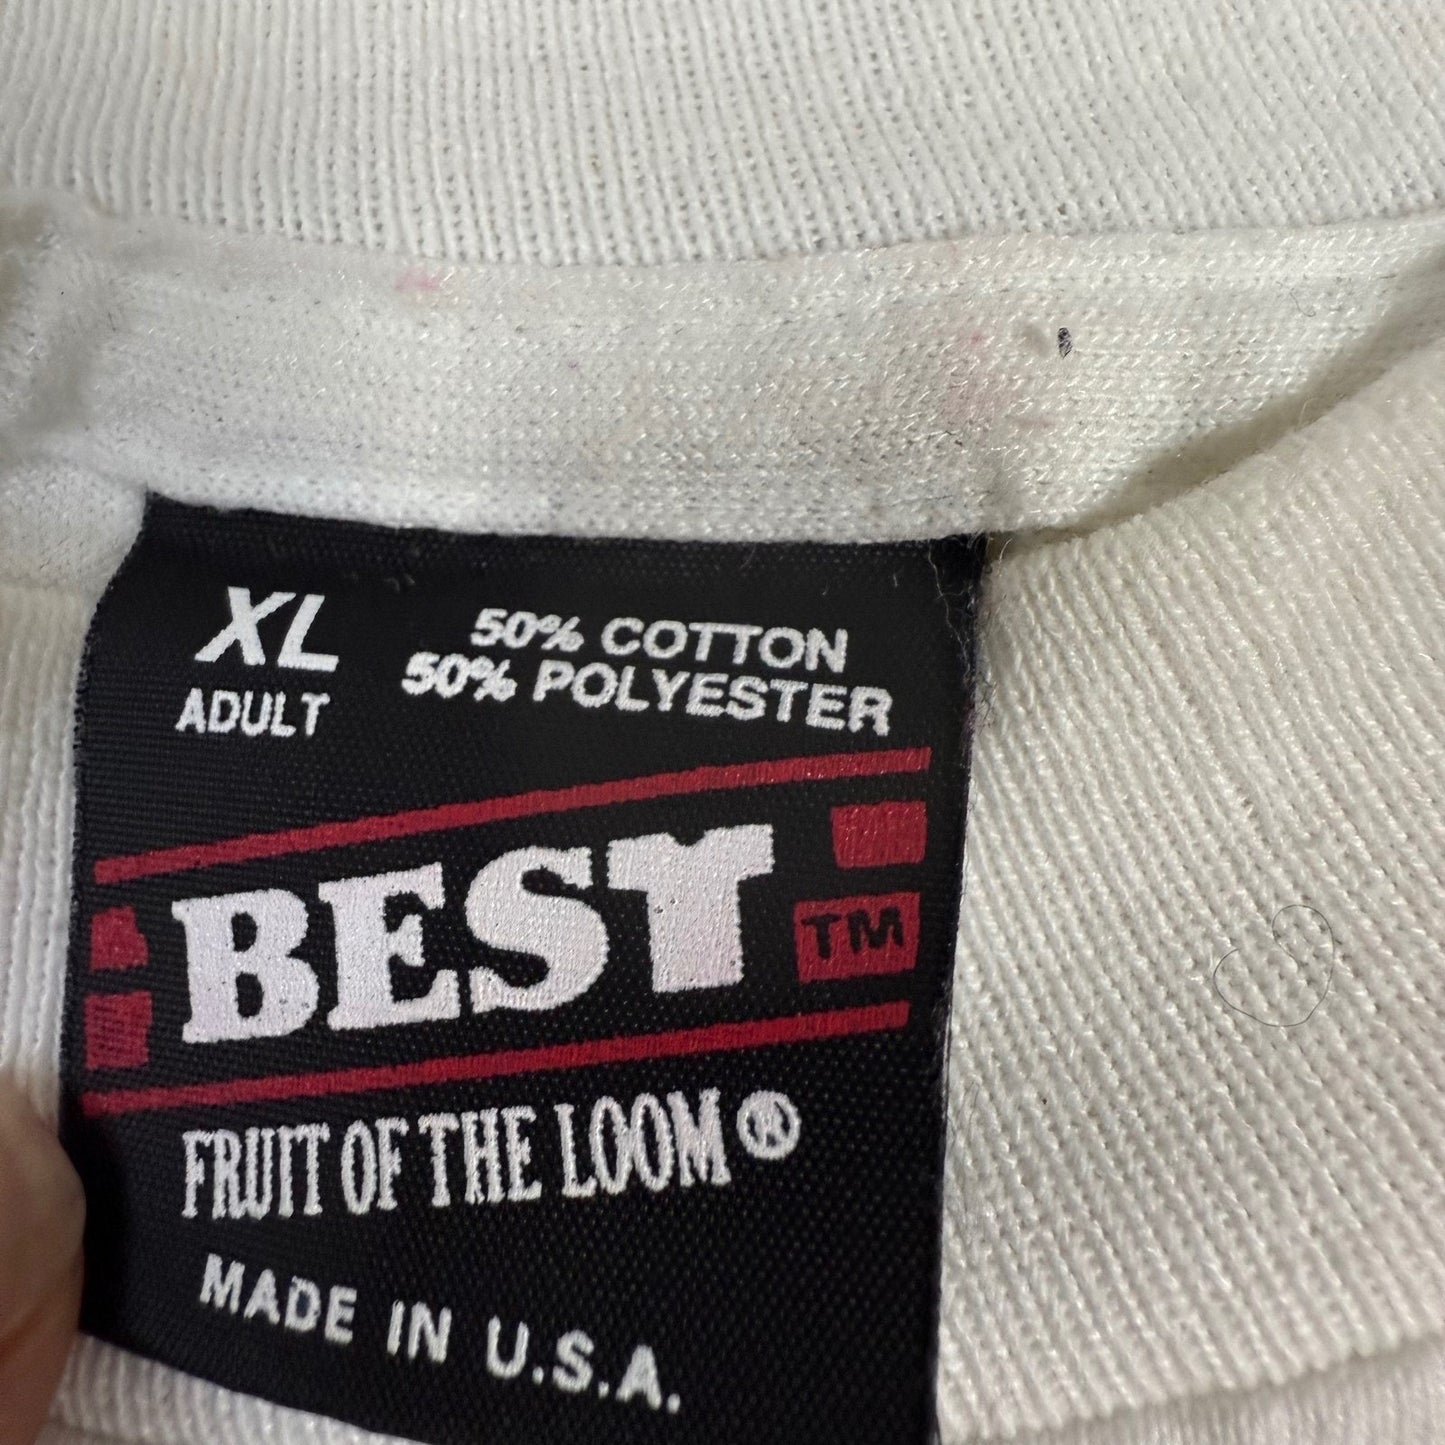 XL
ADULT
50% COTTON
50% POLYESTER
BEST
TM
FRUIT OF THE LOOM®
MADE IN U.S.A.